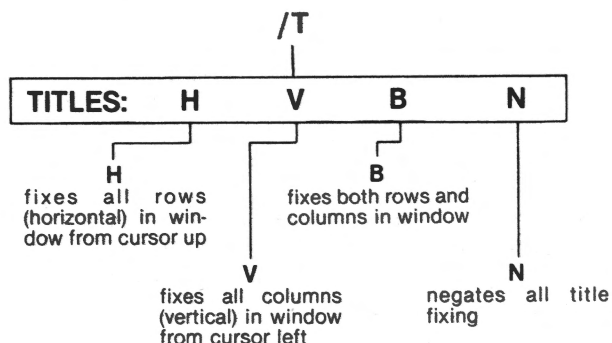 /T
TITLES: H V B N
H
fixes all rows
(horizontal) in win-
dow from cursor up
B
fixes both rows and
columns in window
V
fixes all columns
(vertical) in window
from cursor left
N
negates all title
fixing